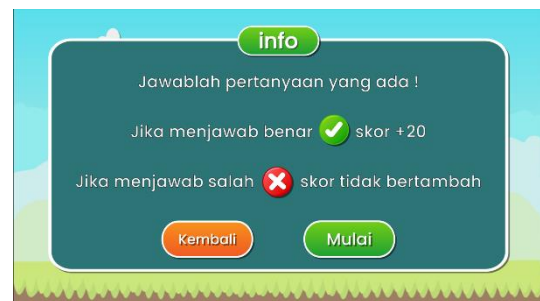 info
Jawablah pertanyaan yang ada !
Jika menjawab benar skor +20
Jika menjawab salah skor tidak bertambah
Kembali Mulai